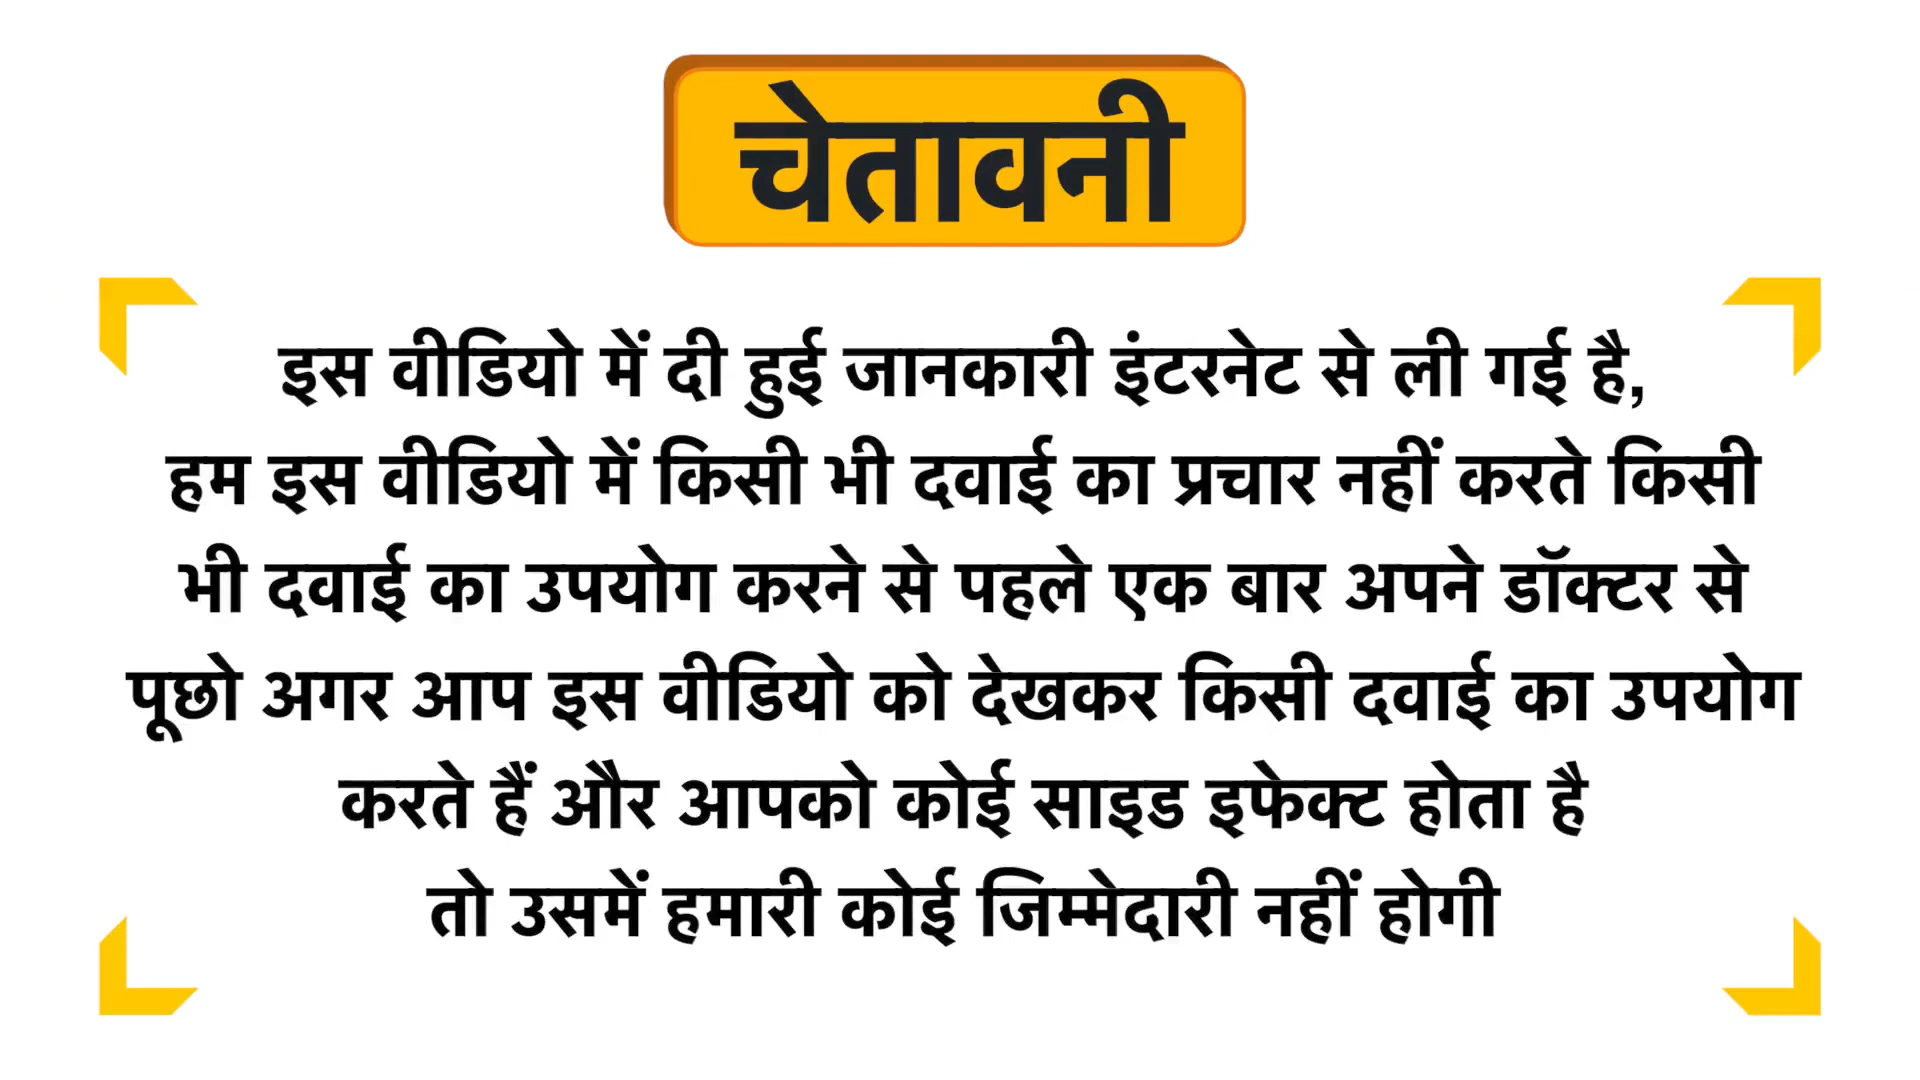 चेतावनी
इस वीडियो में दी हुई जानकारी इंटरनेट से ली गई है,
हम इस वीडियो में किसी भी दवाई का प्रचार नहीं करते किसी
भी दवाई का उपयोग करने से पहले एक बार अपने डॉक्टर से
पूछो अगर आप इस वीडियो को देखकर किसी दवाई का उपयोग
करते हैं और आपको कोई साइड इफेक्ट होता है
तो उसमें हमारी कोई जिम्मेदारी नहीं होगी